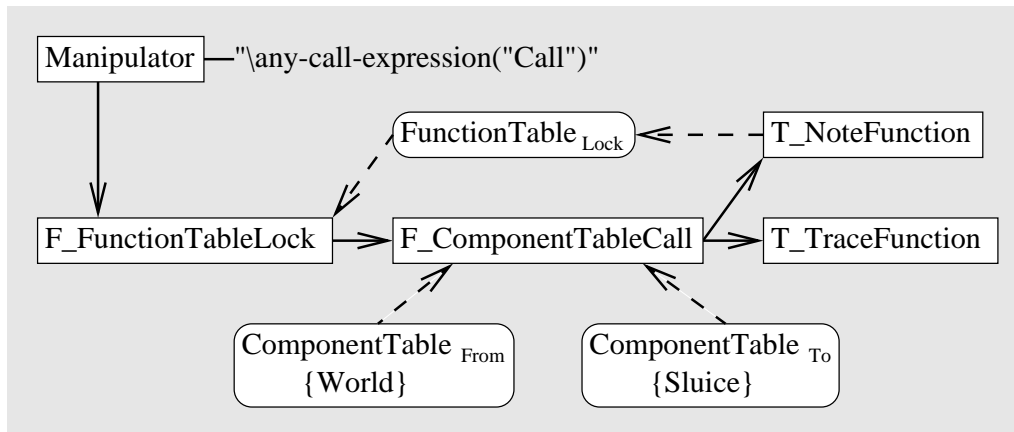 Manipulator "\any-call-expression("Call")"
FunctionTable Lock T_NoteFunction
F_FunctionTableLock F_ComponentTableCall T_TraceFunction
ComponentTable From ComponentTable To
{World} {Sluice}